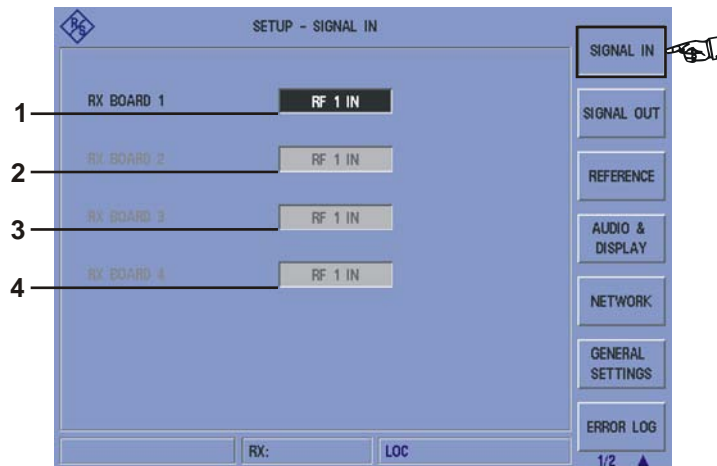 R&S
SETUP - SIGNAL IN
SIGNAL IN
1
RX BOARD 1
RF 1 IN
SIGNAL OUT
2
RX BOARD 2
RF 1 IN
REFERENCE
3
RX BOARD 3
RF 1 IN
AUDIO &
DISPLAY
4
RX BOARD 4
RF 1 IN
NETWORK
GENERAL
SETTINGS
ERROR LOG
RX:
LOC
1/2 ▲